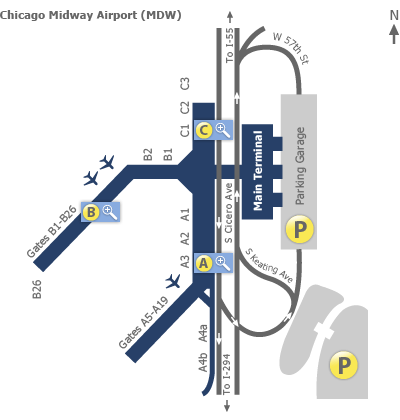 Chicago Midway Airport (MDW)
N
To I-55
W 57th St
C3
C2
C1
C
B2
B1
Main Terminal
Parking Garage
P
B
Gates B1-B26
B26
A1
A2
A3
A
S Cicero Ave
S Keating Ave
Gates A5-A19
A4a
A4b
To I-294
P